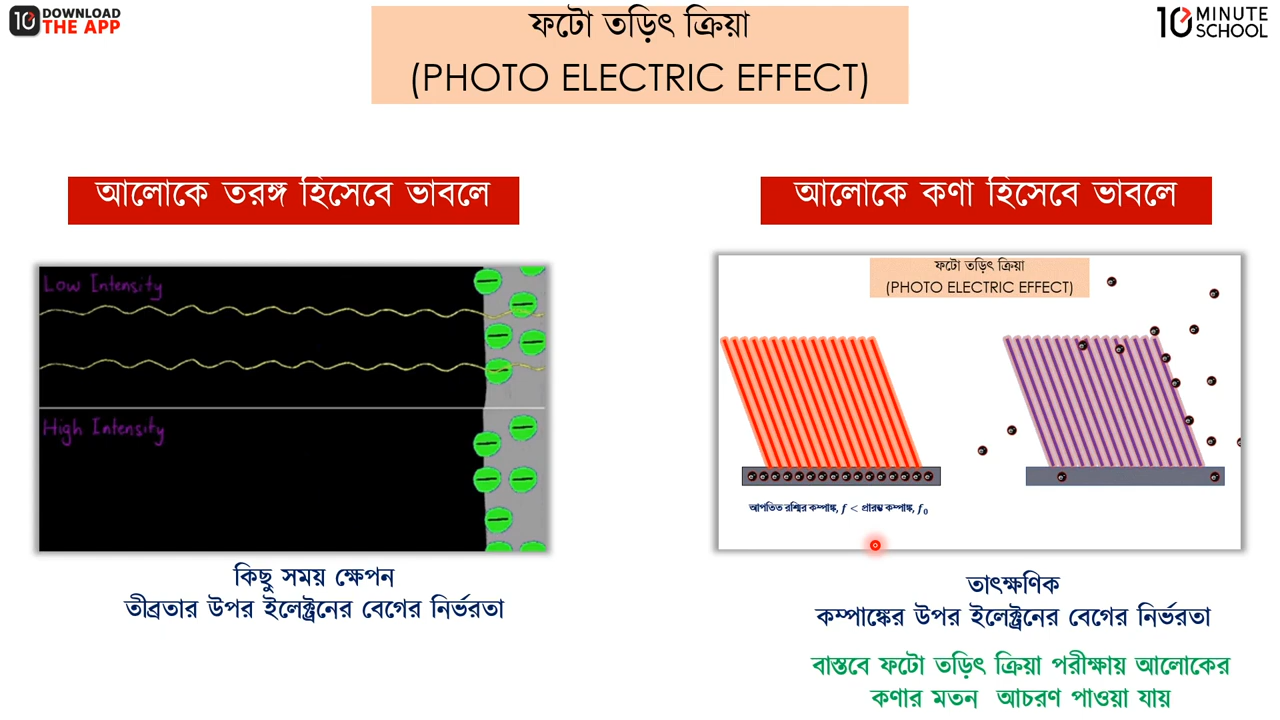 10 DOWNLOAD THE APP
10 MINUTE SCHOOL
ফটো তড়িৎ ক্রিয়া
(PHOTO ELECTRIC EFFECT)
আলোকে তরঙ্গ হিসেবে ভাবলে
আলোকে কণা হিসেবে ভাবলে
Low Intensity
High Intensity
ফটো তড়িৎ ক্রিয়া
(PHOTO ELECTRIC EFFECT)
আপতিত রশ্মির কম্পাঙ্ক, f < প্রারম্ভ কম্পাঙ্ক, f₀
কিছু সময় ক্ষেপন
তীব্রতার উপর ইলেক্ট্রনের বেগের নির্ভরতা
তাৎক্ষণিক
কম্পাঙ্কের উপর ইলেক্ট্রনের বেগের নির্ভরতা
বাস্তবে ফটো তড়িৎ ক্রিয়া পরীক্ষায় আলোকের
কণার মতন আচরণ পাওয়া যায়